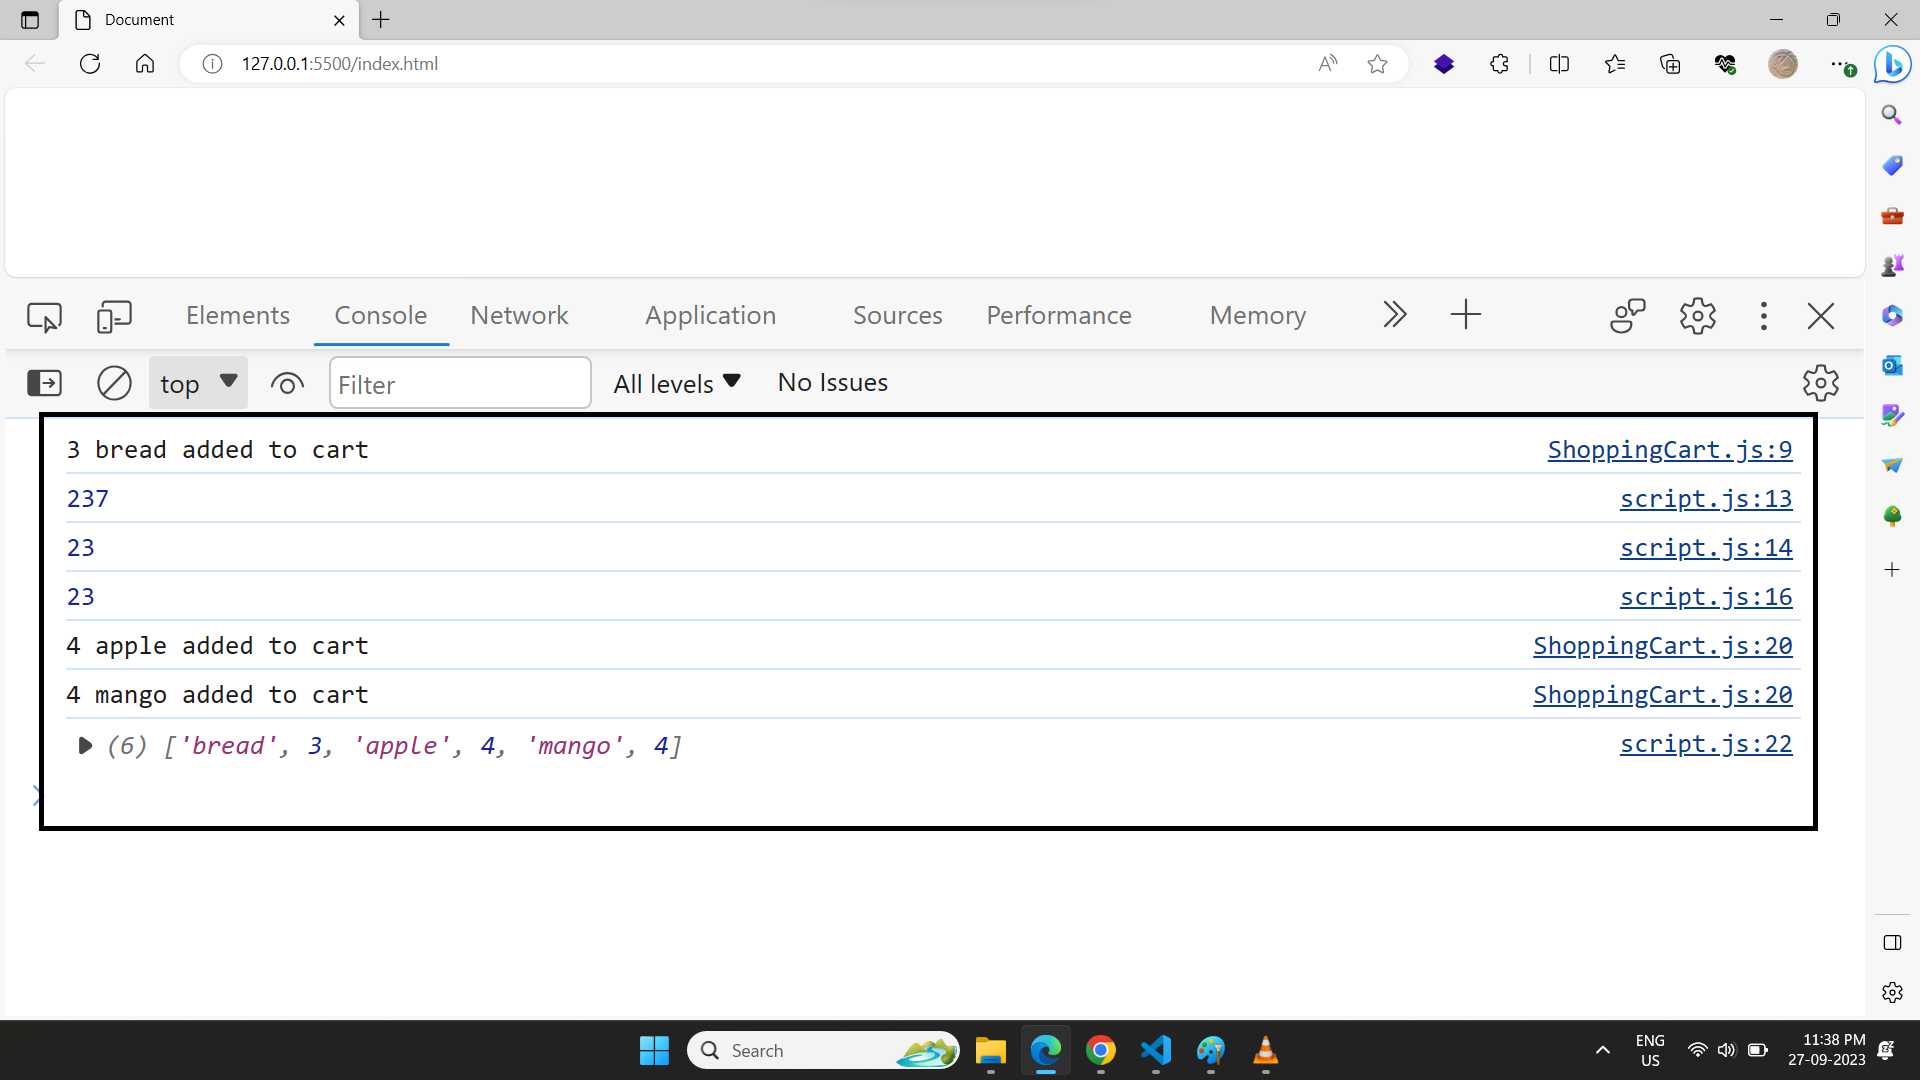 Document
127.0.0.1:5500/index.html
Elements Console Network Application Sources Performance Memory
top Filter All levels No Issues
3 bread added to cart ShoppingCart.js:9
237 script.js:13
23 script.js:14
23 script.js:16
4 apple added to cart ShoppingCart.js:20
4 mango added to cart ShoppingCart.js:20
(6) ['bread', 3, 'apple', 4, 'mango', 4] script.js:22
Search
ENG
US
11:38 PM
27-09-2023